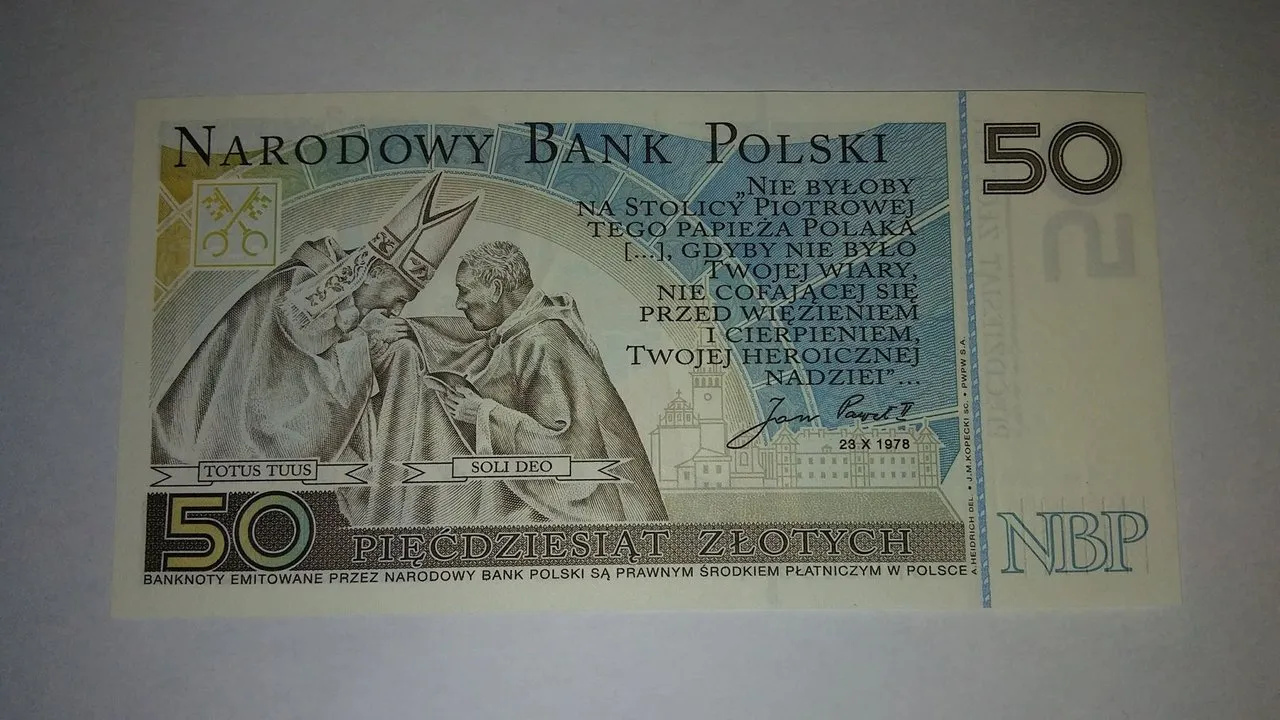 NARODOWY BANK POLSKI
50
„NIE BYŁOBY
NA STOLICY PIOTROWEJ
TEGO PAPIEŻA POLAKA
[...], GDYBY NIE BYŁO
TWOJEJ WIARY,
NIE COFAJĄCEJ SIĘ
PRZED WIĘZIENIEM
I CIERPIENIEM,
TWOJEJ HEROICZNEJ
NADZIEI”...
Jan Paweł II
23 X 1978
TOTUS TUUS
SOLI DEO
50
PIĘĆDZIESIĄT ZŁOTYCH
BANKNOTY EMITOWANE PRZEZ NARODOWY BANK POLSKI SĄ PRAWNYM ŚRODKIEM PŁATNICZYM W POLSCE
A.HEIDRICH DEL. • J.M.KOPECKI SC. • PWPW S.A.
NBP